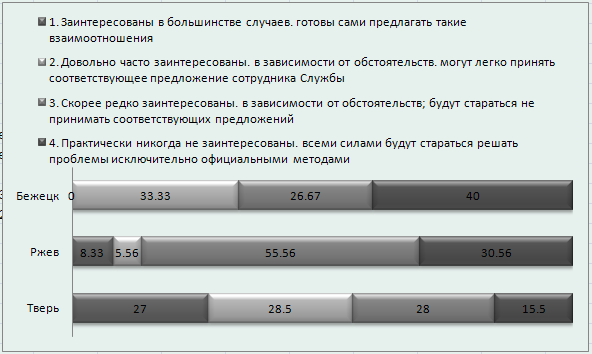 1. Заинтересованы в большинстве случаев. готовы сами предлагать такие
взаимоотношения
2. Довольно часто заинтересованы. в зависимости от обстоятельств. могут легко принять
соответствующее предложение сотрудника Службы
3. Скорее редко заинтересованы. в зависимости от обстоятельств; будут стараться не
принимать соответствующих предложений
4. Практически никогда не заинтересованы. всеми силами будут стараться решать
проблемы исключительно официальными методами
Бежецк 0 33.33 26.67 40
Ржев 8.33 5.56 55.56 30.56
Тверь 27 28.5 28 15.5